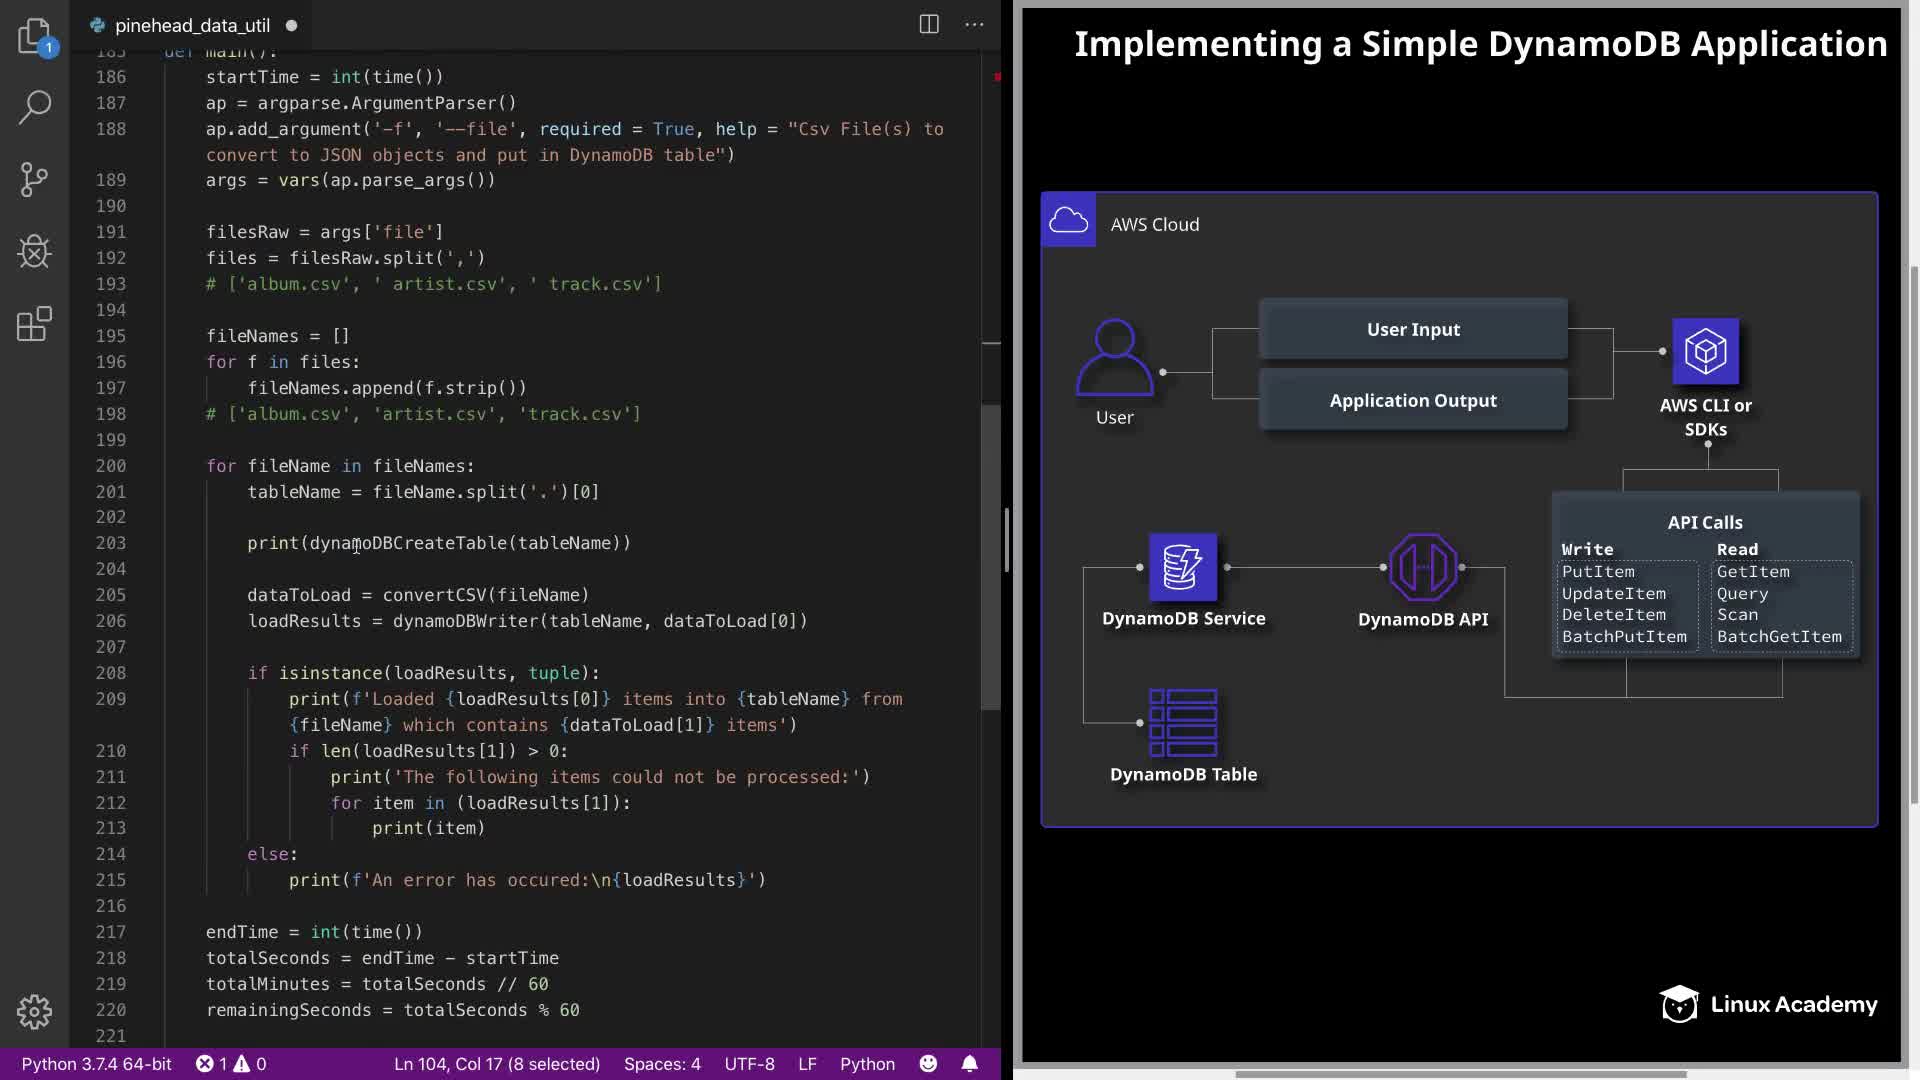 pinehead_data_util
1
185 def main():
186 startTime = int(time())
187 ap = argparse.ArgumentParser()
188 ap.add_argument('-f', '--file', required = True, help = "Csv File(s) to
convert to JSON objects and put in DynamoDB table")
189 args = vars(ap.parse_args())
190
191 filesRaw = args['file']
192 files = filesRaw.split(',')
193 # ['album.csv', ' artist.csv', ' track.csv']
194
195 fileNames = []
196 for f in files:
197 fileNames.append(f.strip())
198 # ['album.csv', 'artist.csv', 'track.csv']
199
200 for fileName in fileNames:
201 tableName = fileName.split('.')[0]
202
203 print(dynamoDBCreateTable(tableName))
204
205 dataToLoad = convertCSV(fileName)
206 loadResults = dynamoDBWriter(tableName, dataToLoad[0])
207
208 if isinstance(loadResults, tuple):
209 print(f'Loaded {loadResults[0]} items into {tableName} from
{fileName} which contains {dataToLoad[1]} items')
210 if len(loadResults[1]) > 0:
211 print('The following items could not be processed:')
212 for item in (loadResults[1]):
213 print(item)
214 else:
215 print(f'An error has occured:\n{loadResults}')
216
217 endTime = int(time())
218 totalSeconds = endTime - startTime
219 totalMinutes = totalSeconds // 60
220 remainingSeconds = totalSeconds % 60
221
Python 3.7.4 64-bit 1 0 Ln 104, Col 17 (8 selected) Spaces: 4 UTF-8 LF Python
Implementing a Simple DynamoDB Application
AWS Cloud
User Input
Application Output
User
AWS CLI or
SDKs
API Calls
Write Read
PutItem GetItem
UpdateItem Query
DeleteItem Scan
BatchPutItem BatchGetItem
DynamoDB Service
DynamoDB API
DynamoDB Table
Linux Academy